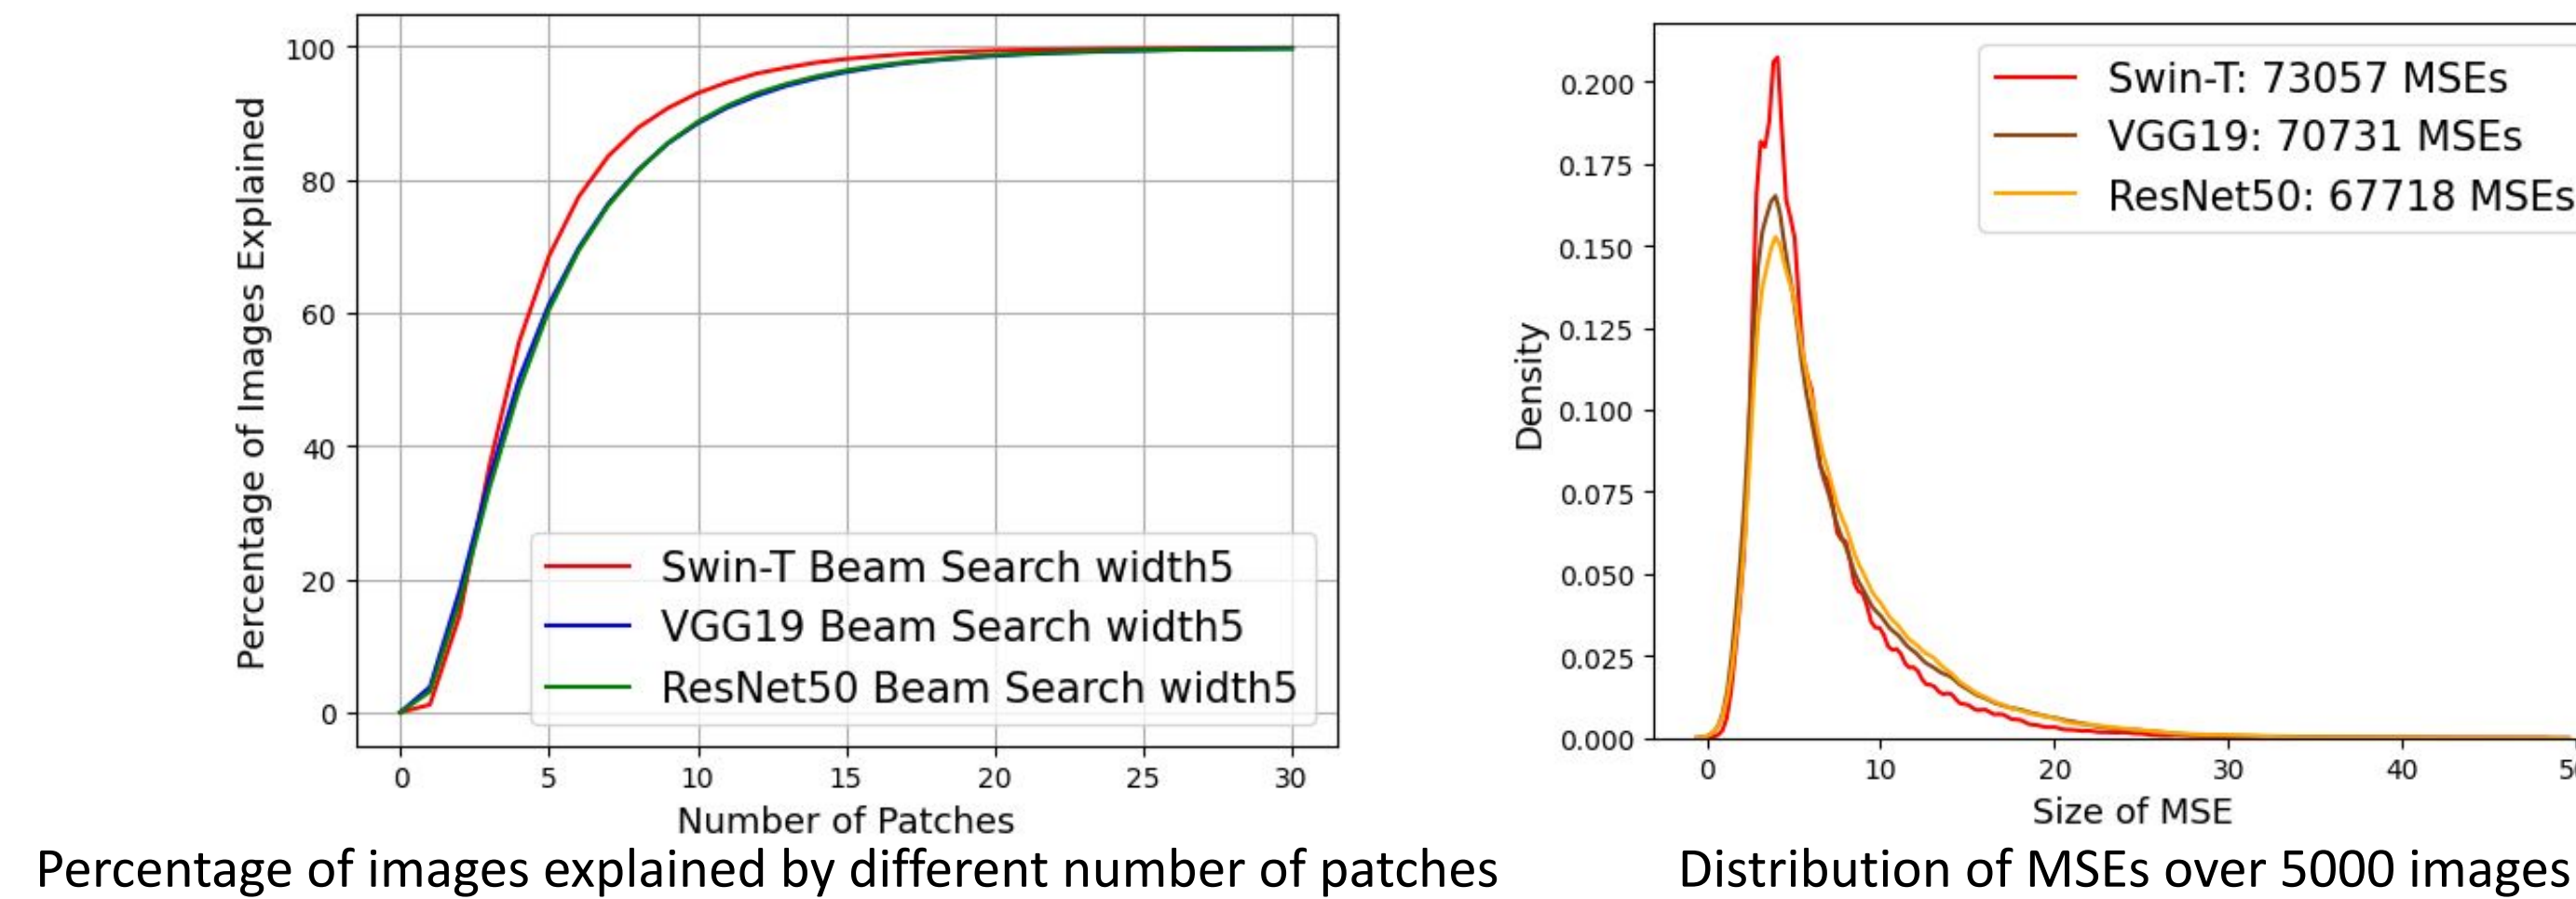 100
80
60
40
20
0
Percentage of Images Explained
Swin-T Beam Search width5
VGG19 Beam Search width5
ResNet50 Beam Search width5
0 5 10 15 20 25 30
Number of Patches
Percentage of images explained by different number of patches
0.200
0.175
0.150
0.125
0.100
0.075
0.050
0.025
0.000
Density
Swin-T: 73057 MSEs
VGG19: 70731 MSEs
ResNet50: 67718 MSEs
0 10 20 30 40
Size of MSE
Distribution of MSEs over 5000 images